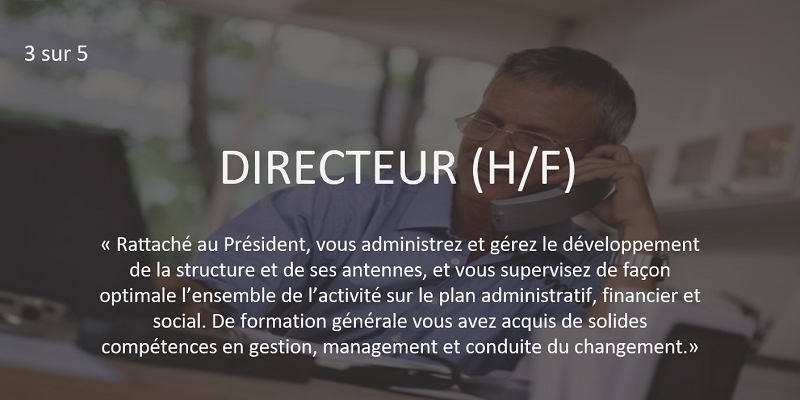 3 sur 5
DIRECTEUR (H/F)
« Rattaché au Président, vous administrez et gérez le développement
de la structure et de ses antennes, et vous supervisez de façon
optimale l’ensemble de l’activité sur le plan administratif, financier et
social. De formation générale vous avez acquis de solides
compétences en gestion, management et conduite du changement.»